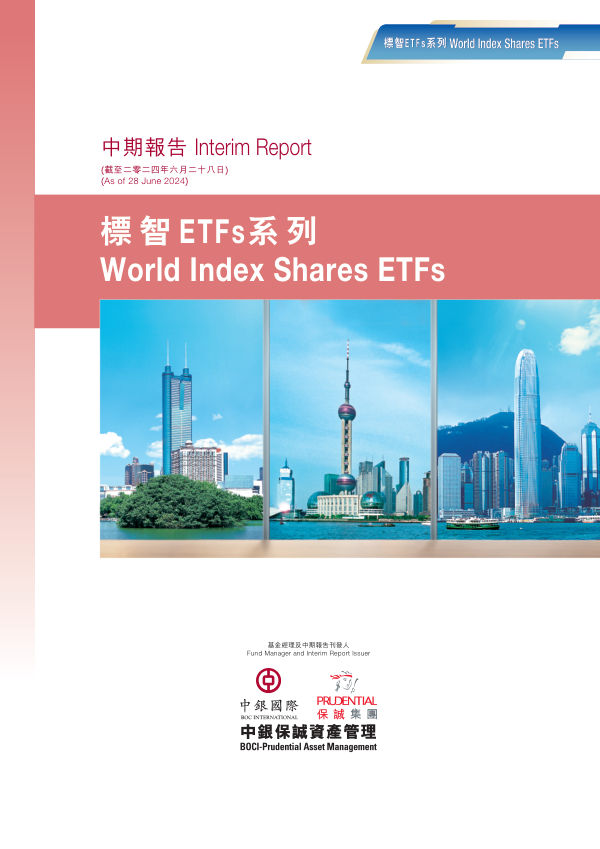 標智ETFs系列 World Index Shares ETFs
中期報告 Interim Report
(截至二零二四年六月二十八日)
(As of 28 June 2024)
標智ETFs系列
World Index Shares ETFs
基金經理及中期報告刊發人
Fund Manager and Interim Report Issuer
中銀國際
BOC INTERNATIONAL
PRUDENTIAL
保誠集團
中銀保誠資產管理
BOCI-Prudential Asset Management